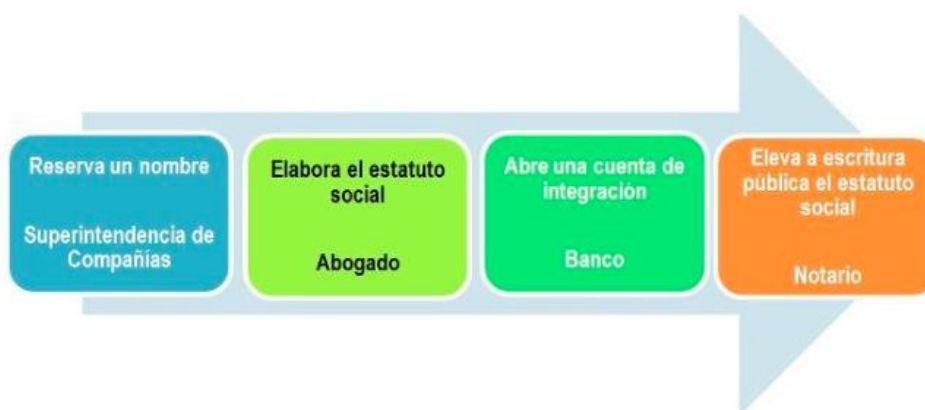 Reserva un nombre
Superintendencia de
Compañías
Elabora el estatuto
social
Abogado
Abre una cuenta de
integración
Banco
Eleva a escritura
pública el estatuto
social
Notario